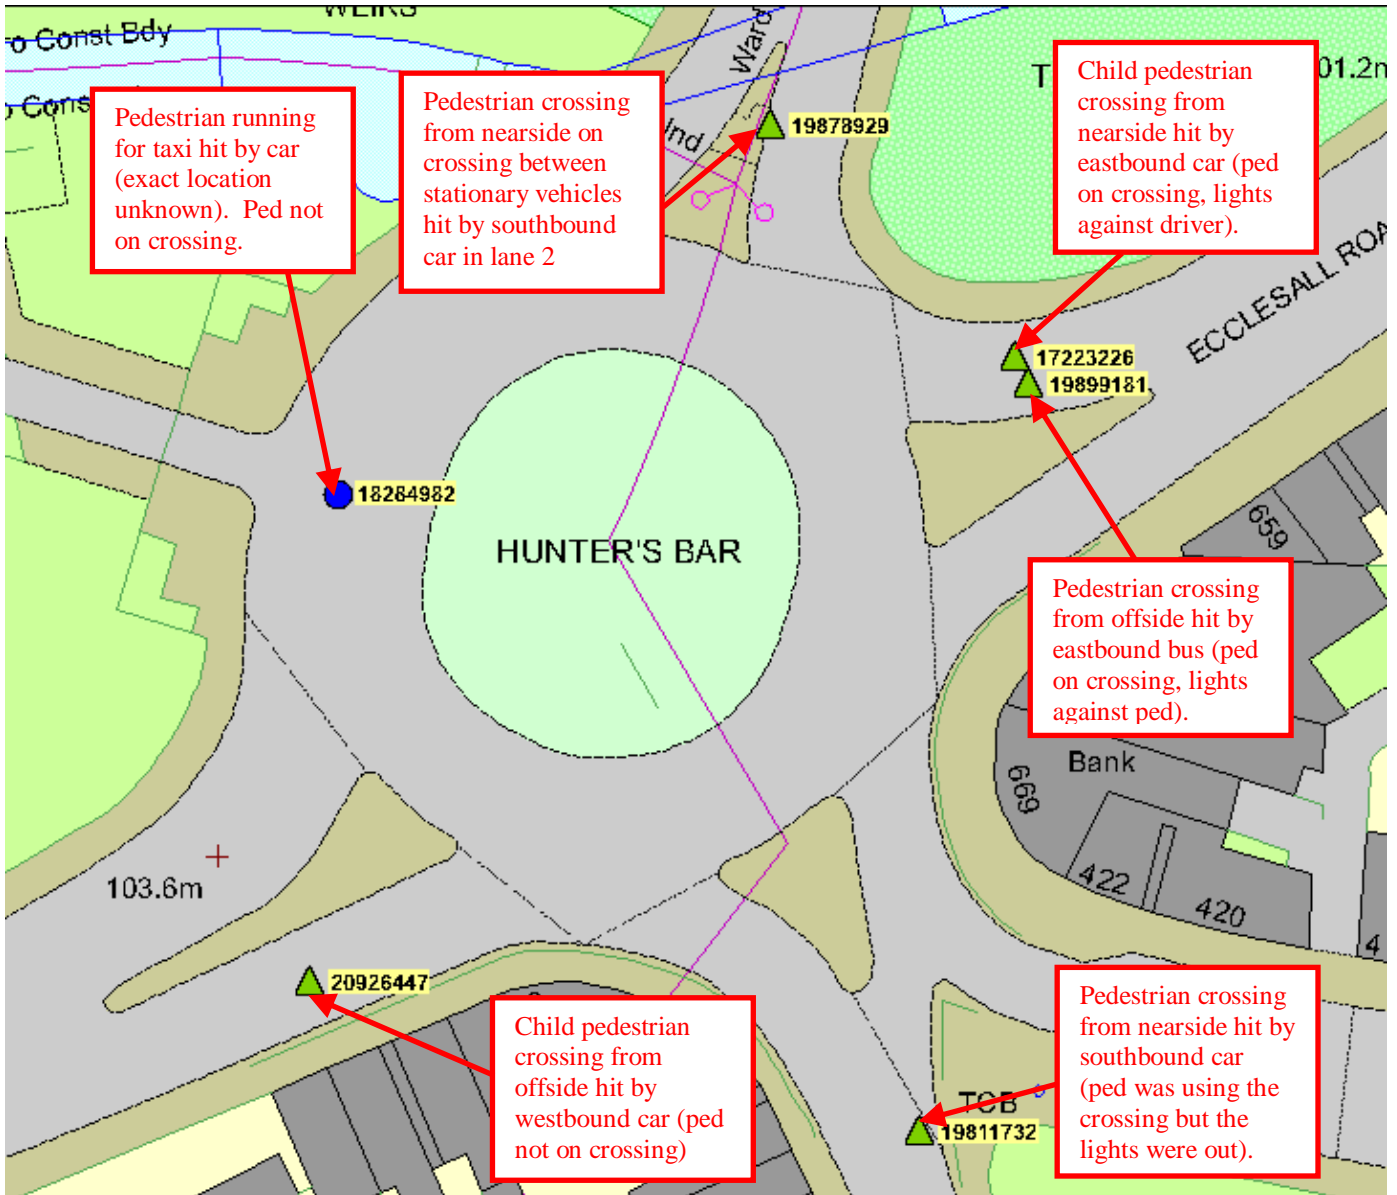 WEIRS
o Const Bdy
o Cons
Ward
Ind
T
01.2m
Pedestrian running
for taxi hit by car
(exact location
unknown). Ped not
on crossing.
Pedestrian crossing
from nearside on
crossing between
stationary vehicles
hit by southbound
car in lane 2
Child pedestrian
crossing from
nearside hit by
eastbound car (ped
on crossing, lights
against driver).
19878929
ECCLESALL ROA
17223226
19899181
18284982
HUNTER'S BAR
659
Pedestrian crossing
from offside hit by
eastbound bus (ped
on crossing, lights
against ped).
Bank
669
422
420
4
103.6m
20926447
Child pedestrian
crossing from
offside hit by
westbound car (ped
not on crossing)
Pedestrian crossing
from nearside hit by
southbound car
(ped was using the
crossing but the
lights were out).
TCB
19811732